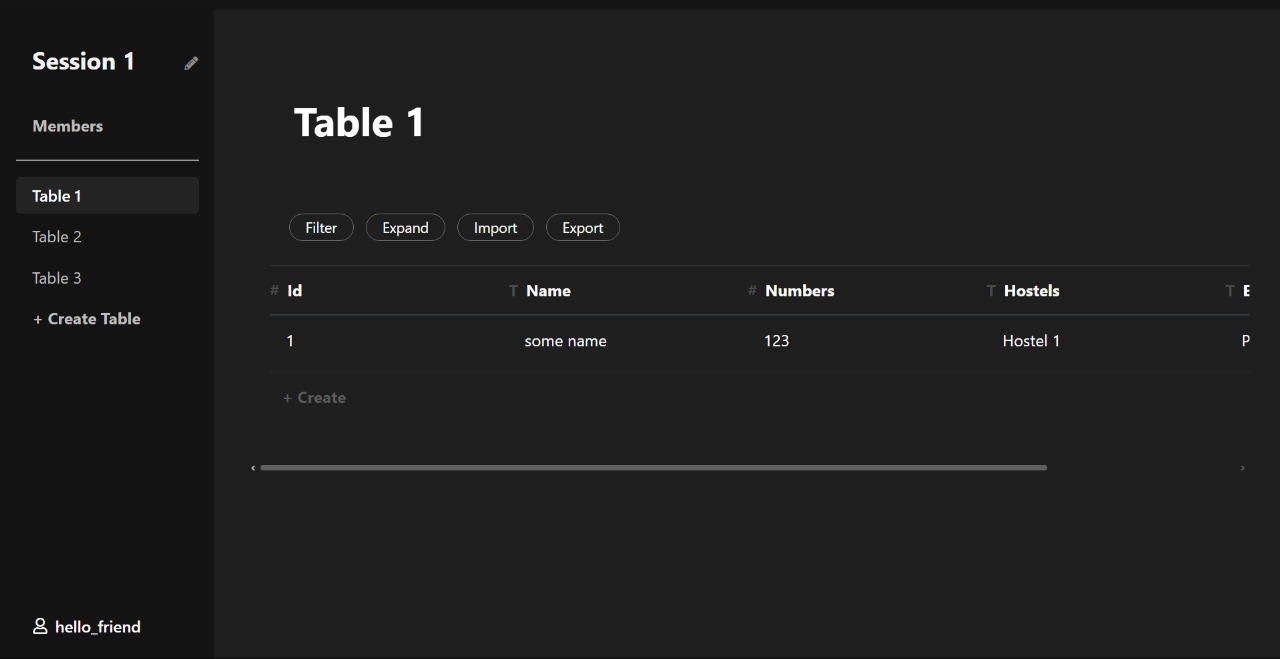 Session 1
Members
Table 1
Table 2
Table 3
+ Create Table
hello_friend
Table 1
Filter Expand Import Export
# Id T Name # Numbers T Hostels T
1 some name 123 Hostel 1
+ Create